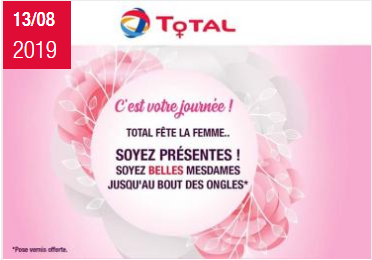 13/08
2019
TOTAL
C'est votre journée !
TOTAL FÊTE LA FEMME..
SOYEZ PRÉSENTES !
SOYEZ BELLES MESDAMES
JUSQU'AU BOUT DES ONGLES*
*Pose vernis offerte.